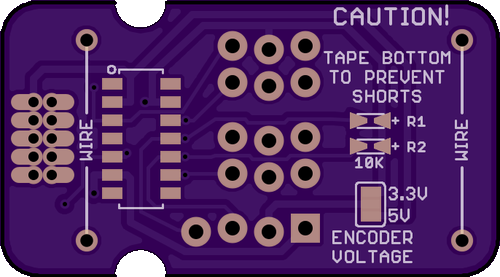 CAUTION!
TAPE BOTTOM
TO PREVENT
SHORTS
+ R1
+ R2
10K
WIRE
WIRE
3.3V
5V
ENCODER
VOLTAGE